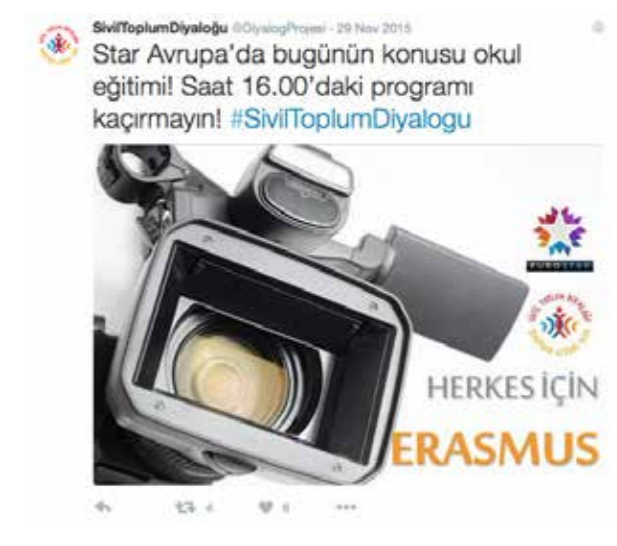 SivilToplumDiyaloğu @DiyalogProjesi · 29 Nov 2015
Star Avrupa'da bugünün konusu okul
eğitimi! Saat 16.00'daki programı
kaçırmayın! #SivilToplumDiyalogu
EUROSTAR
HERKES İÇİN
ERASMUS
4
6